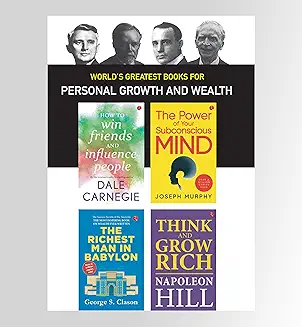 WORLD'S GREATEST BOOKS FOR
PERSONAL GROWTH AND WEALTH
HOW TO
win
friends
AND
influence
people
DALE
CARNEGIE
The Power
of Your
Subconscious
MIND
JOSEPH MURPHY
THE
RICHEST
MAN IN
BABYLON
George S. Clason
THINK
AND
GROW
RICH
NAPOLEON
HILL